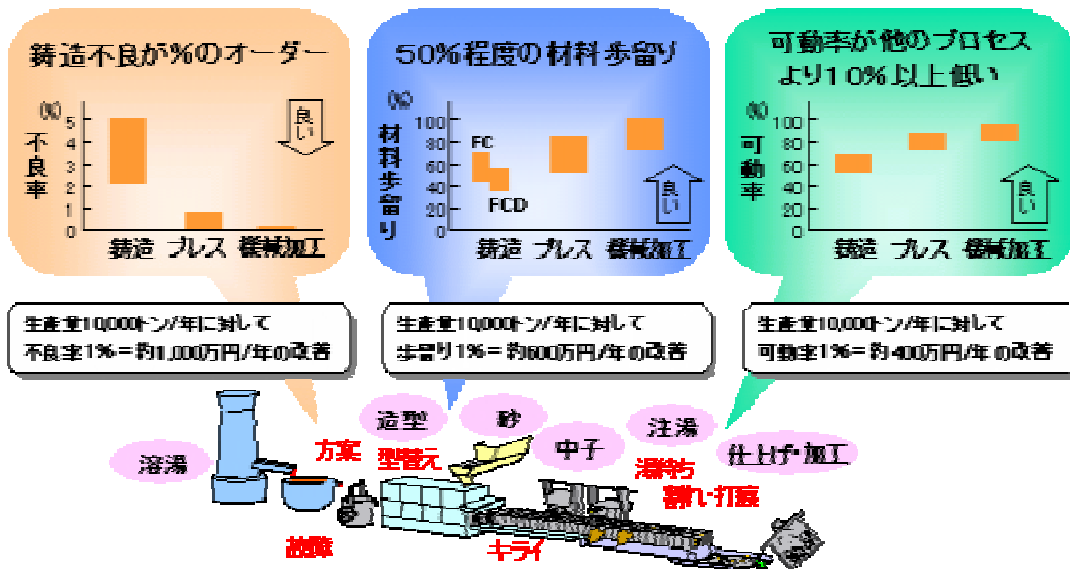 鋳造不良が%のオーダー
(%)
不良率
5
4
3
2
1
0
良い
鋳造 プレス 機械加工
50%程度の材料歩留り
(%)
材料歩留り
100
80
60
40
20
0
FC
FCD
良い
鋳造 プレス 機械加工
可動率が他のプロセス
より10%以上低い
(%)
可動率
100
80
60
40
20
0
良い
鋳造 プレス 機械加工
生産量10,000トン/年に対して
不良率1%=約1,000万円/年の改善
生産量10,000トン/年に対して
歩留り1%=約600万円/年の改善
生産量10,000トン/年に対して
可動率1%=約400万円/年の改善
溶湯
方案
造型
型替え
砂
中子
注湯
湯待ち
割れ・打痕
仕上げ・加工
故障
キライ